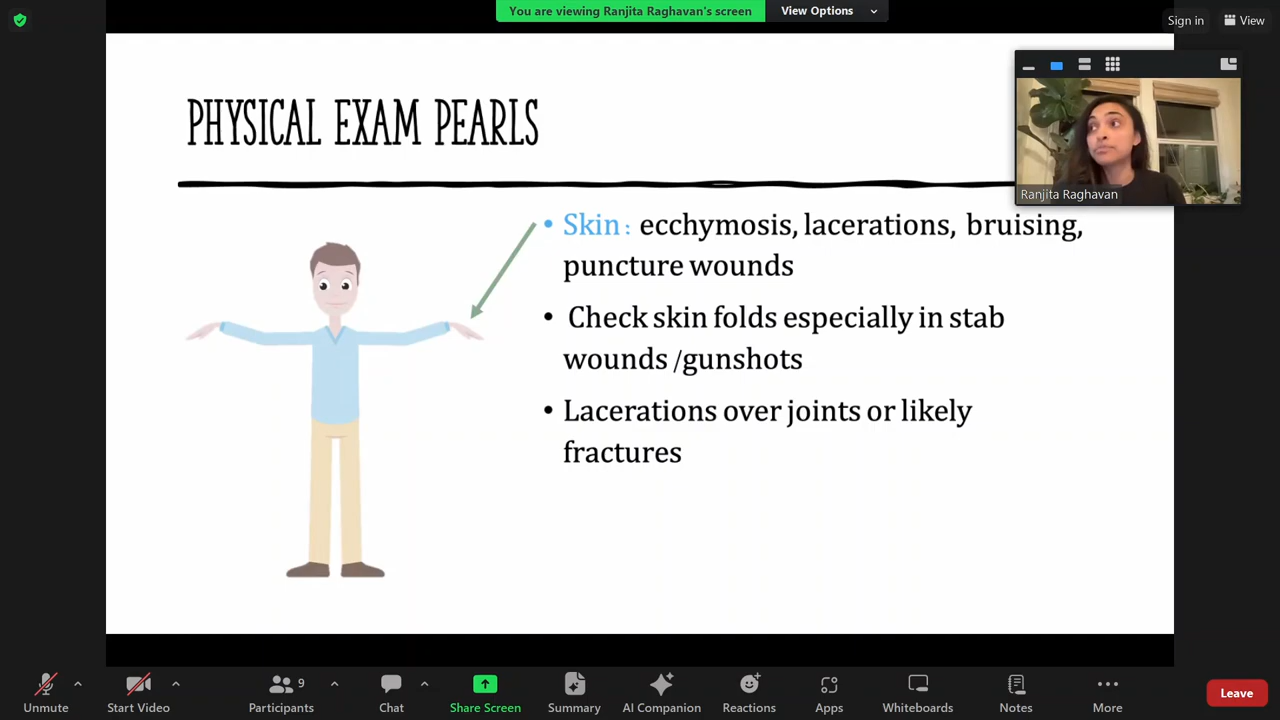 You are viewing Ranjita Raghavan's screen
View Options
Sign in
View
PHYSICAL EXAM PEARLS
Ranjita Raghavan
• Skin: ecchymosis, lacerations, bruising,
puncture wounds
• Check skin folds especially in stab
wounds /gunshots
• Lacerations over joints or likely
fractures
9
Unmute
Start Video
Participants
Chat
Share Screen
Summary
AI Companion
Reactions
Apps
Whiteboards
Notes
More
Leave